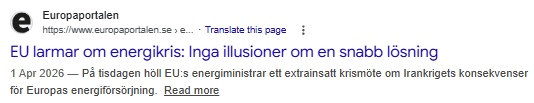 Europaportalen
https://www.europaportalen.se › e... · Translate this page
EU larmar om energikris: Inga illusioner om en snabb lösning
1 Apr 2026 — På tisdagen höll EU:s energiministrar ett extrainsatt krismöte om Irankrigets konsekvenser
för Europas energiförsörjning. Read more